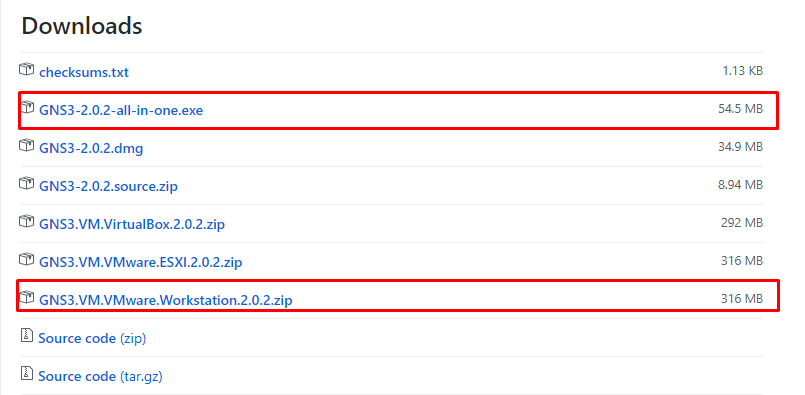 Downloads
checksums.txt 1.13 KB
GNS3-2.0.2-all-in-one.exe 54.5 MB
GNS3-2.0.2.dmg 34.9 MB
GNS3-2.0.2.source.zip 8.94 MB
GNS3.VM.VirtualBox.2.0.2.zip 292 MB
GNS3.VM.VMware.ESXI.2.0.2.zip 316 MB
GNS3.VM.VMware.Workstation.2.0.2.zip 316 MB
Source code (zip)
Source code (tar.gz)